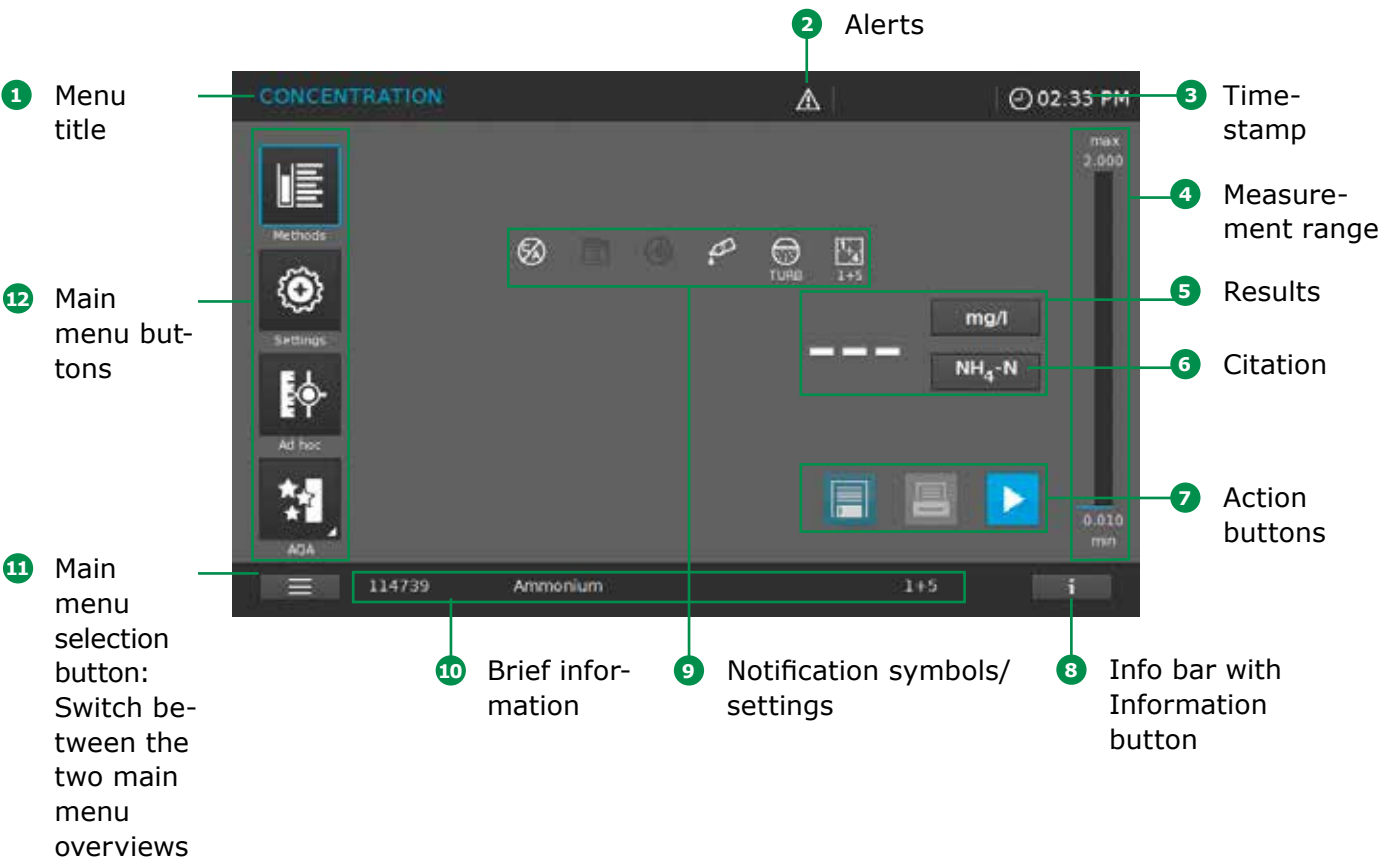 2 Alerts
1 Menu
title
CONCENTRATION
02:33 PM
3 Time-
stamp
max
2.000
4 Measure-
ment range
Methods
TURB
1+4
1+5
12 Main
menu but-
tons
Settings
5 Results
mg/l
6 Citation
NH4-N
Ad hoc
7 Action
buttons
0.010
min
AQA
11 Main
menu
selection
button:
Switch be-
tween the
two main
menu
overviews
114739 Ammonium 1+5 i
10 Brief infor-
mation
9 Notification symbols/
settings
8 Info bar with
Information
button